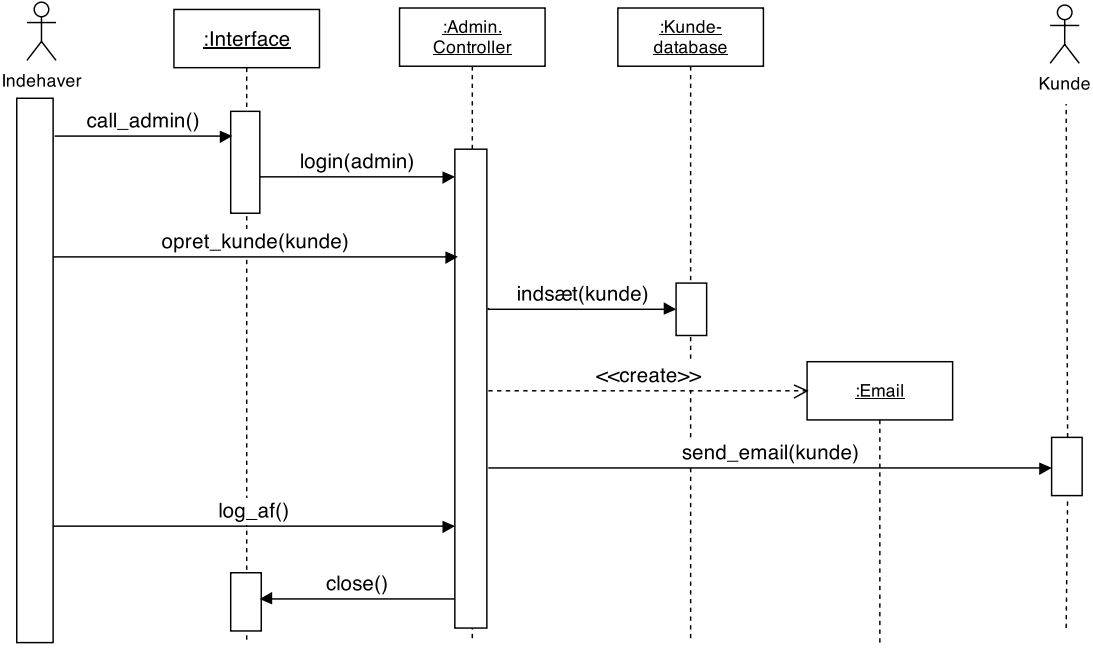 Indehaver
:Interface
:Admin.
Controller
:Kunde-
database
Kunde
call_admin()
login(admin)
opret_kunde(kunde)
indsæt(kunde)
<<create>>
:Email
send_email(kunde)
log_af()
close()